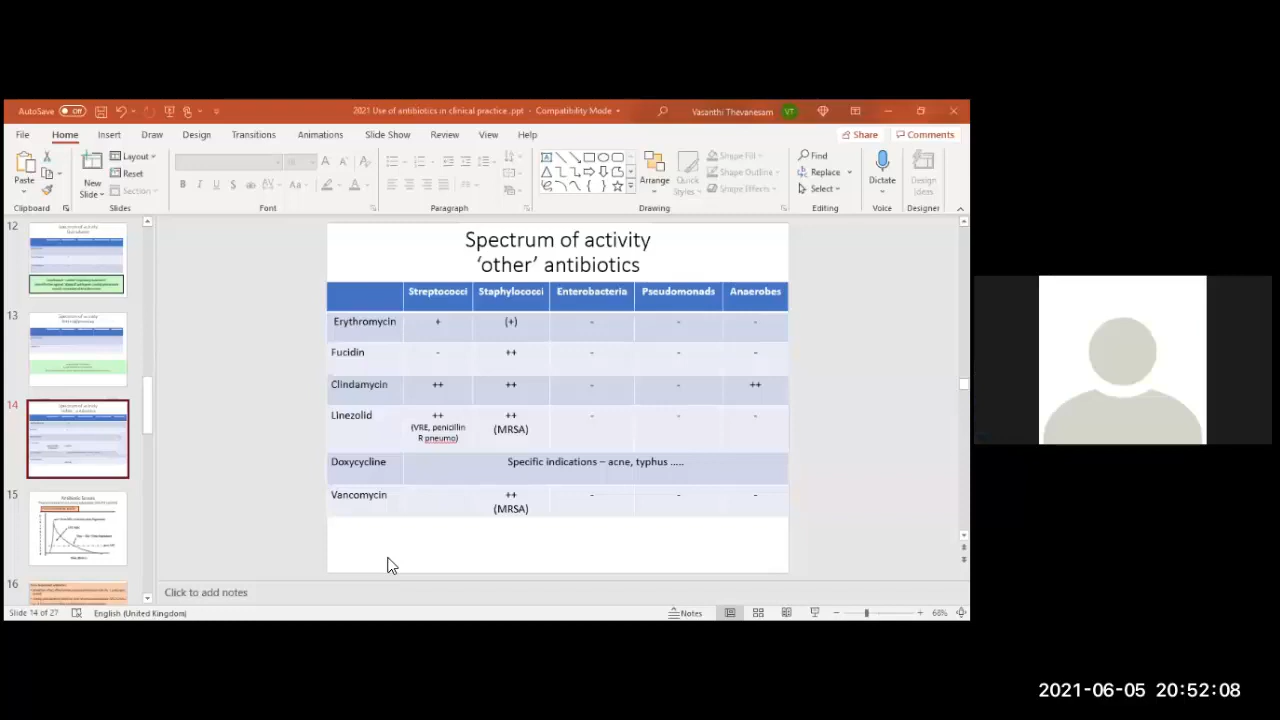 AutoSave Off 2021 Use of antibiotics in clinical practice .ppt - Compatibility Mode Vasanthi Thevanesam VT
File Home Insert Draw Design Transitions Animations Slide Show Review View Help Share Comments
Paste New Slide Layout Reset Section Arrange Quick Styles Shape Fill Shape Outline Shape Effects Find Replace Select Dictate Design Ideas
Clipboard Slides Font Paragraph Drawing Editing Voice Designer
12
13
14
15
16
Spectrum of activity
‘other’ antibiotics
Streptococci Staphylococci Enterobacteria Pseudomonads Anaerobes
Erythromycin + (+) - - -
Fucidin - ++ - - -
Clindamycin ++ ++ - - ++
Linezolid ++ (VRE, penicillin R pneumo) ++ (MRSA) - - -
Doxycycline Specific indications – acne, typhus .....
Vancomycin ++ (MRSA) - - -
Click to add notes
Slide 14 of 27 English (United Kingdom) Notes 68%
2021-06-05 20:52:08